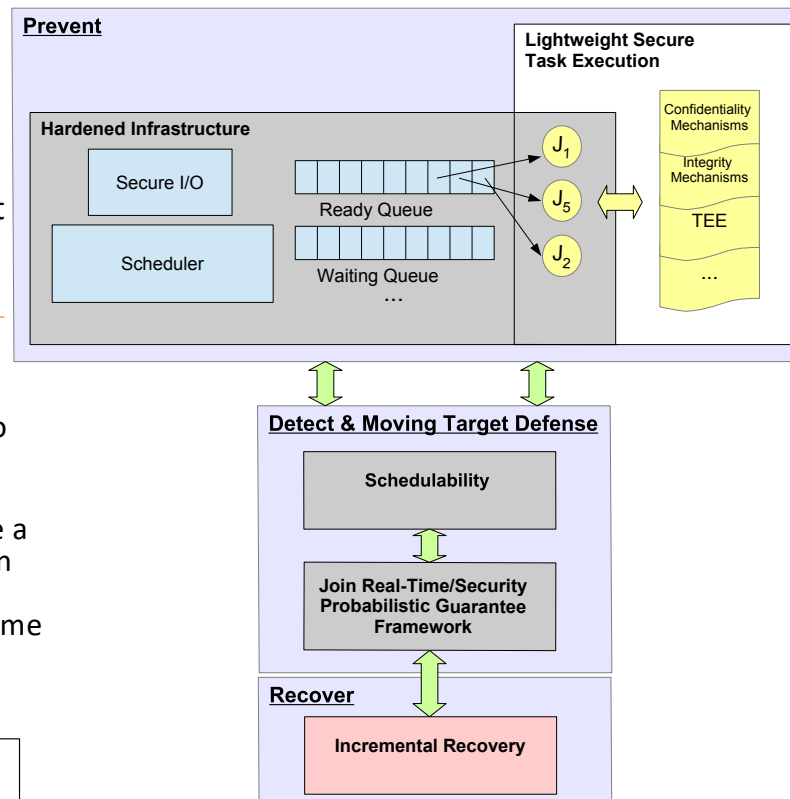 Prevent
Lightweight Secure
Task Execution
Hardened Infrastructure
Secure I/O
Scheduler
Ready Queue
Waiting Queue
...
J1
J5
J2
Confidentiality
Mechanisms
Integrity
Mechanisms
TEE
...
t
o
e a
n
me
Detect & Moving Target Defense
Schedulability
Join Real-Time/Security
Probabilistic Guarantee
Framework
Recover
Incremental Recovery